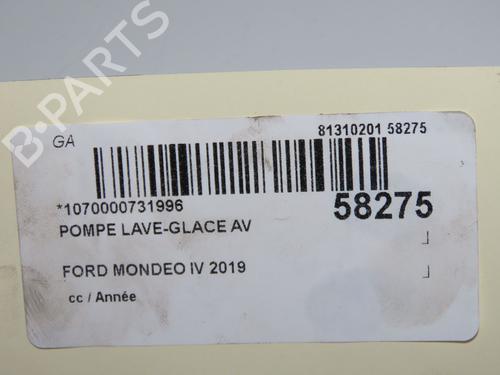 B-PARTS
GA
81310201 58275
*1070000731996
58275
POMPE LAVE-GLACE AV
FORD MONDEO IV 2019
cc / Année